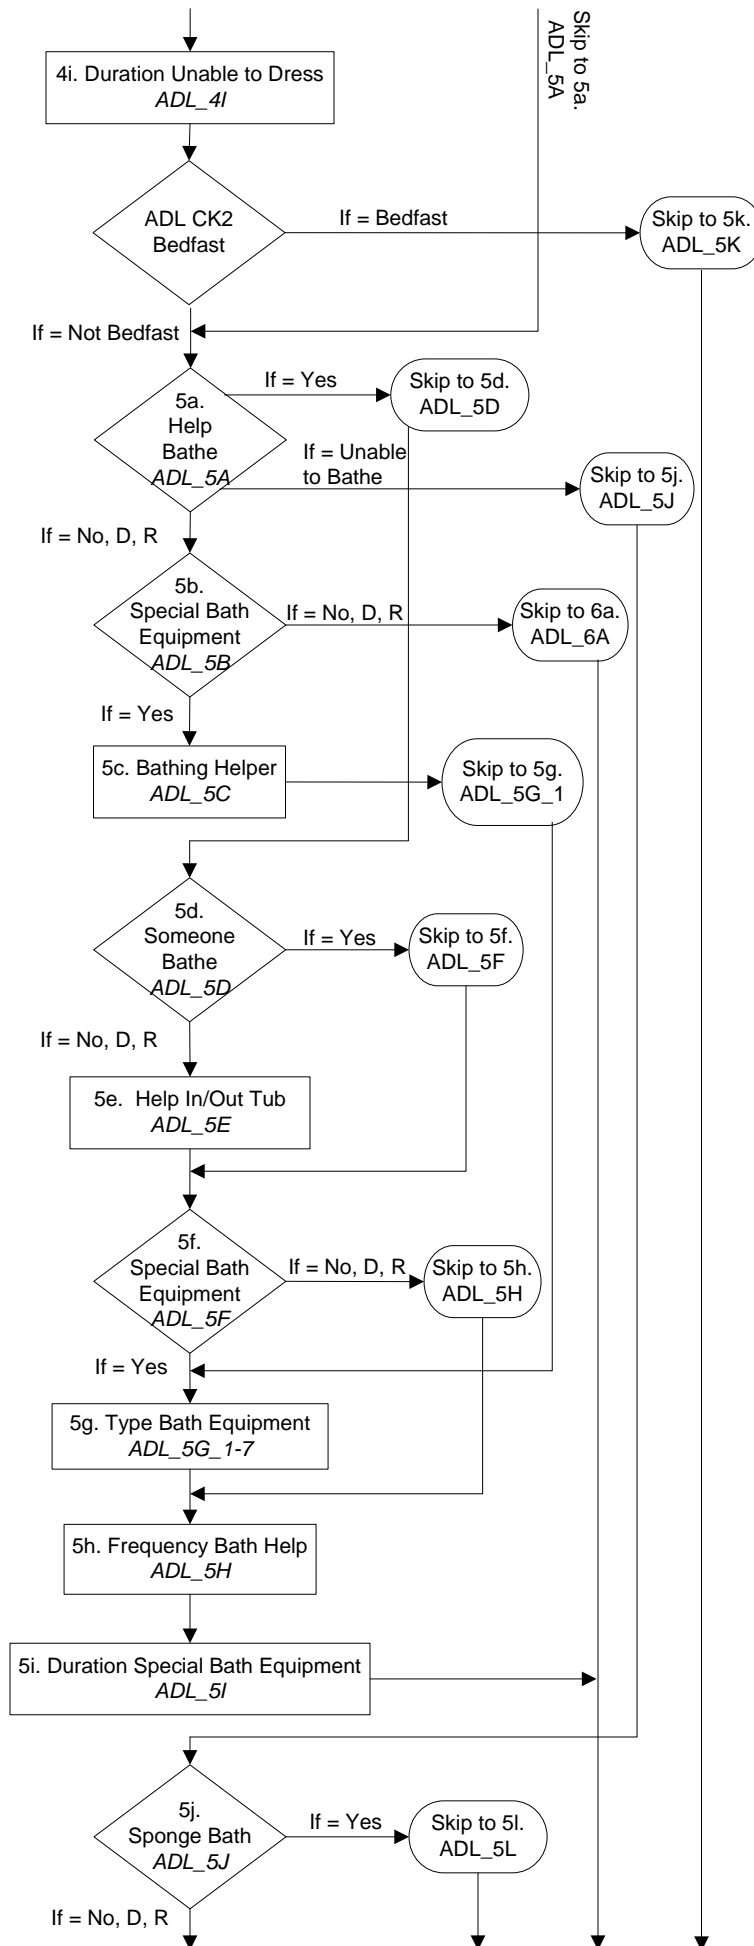 Skip to 5a.
ADL_5A
4i. Duration Unable to Dress
ADL_4I
ADL CK2
Bedfast
If = Bedfast
Skip to 5k.
ADL_5K
If = Not Bedfast
5a.
Help
Bathe
ADL_5A
If = Yes
Skip to 5d.
ADL_5D
If = Unable
to Bathe
Skip to 5j.
ADL_5J
If = No, D, R
5b.
Special Bath
Equipment
ADL_5B
If = No, D, R
Skip to 6a.
ADL_6A
If = Yes
5c. Bathing Helper
ADL_5C
Skip to 5g.
ADL_5G_1
5d.
Someone
Bathe
ADL_5D
If = Yes
Skip to 5f.
ADL_5F
If = No, D, R
5e.  Help In/Out Tub
ADL_5E
5f.
Special Bath
Equipment
ADL_5F
If = No, D, R
Skip to 5h.
ADL_5H
If = Yes
5g. Type Bath Equipment
ADL_5G_1-7
5h. Frequency Bath Help
ADL_5H
5i. Duration Special Bath Equipment
ADL_5I
5j.
Sponge Bath
ADL_5J
If = Yes
Skip to 5l.
ADL_5L
If = No, D, R